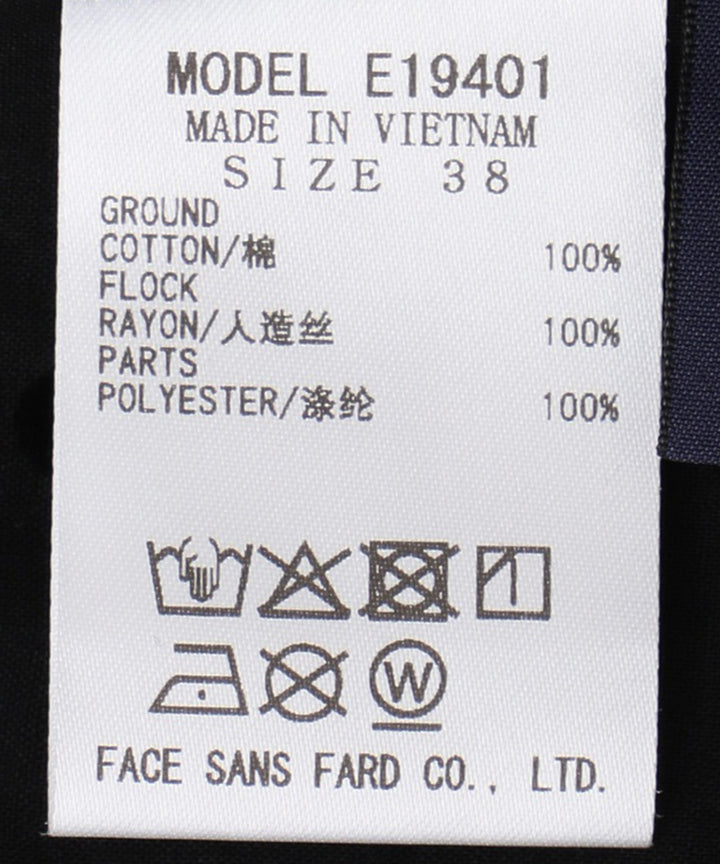 MODEL E19401
MADE IN VIETNAM
SIZE 38
GROUND
COTTON/棉 100%
FLOCK
RAYON/人造丝 100%
PARTS
POLYESTER/涤纶 100%
W
FACE SANS FARD CO., LTD.